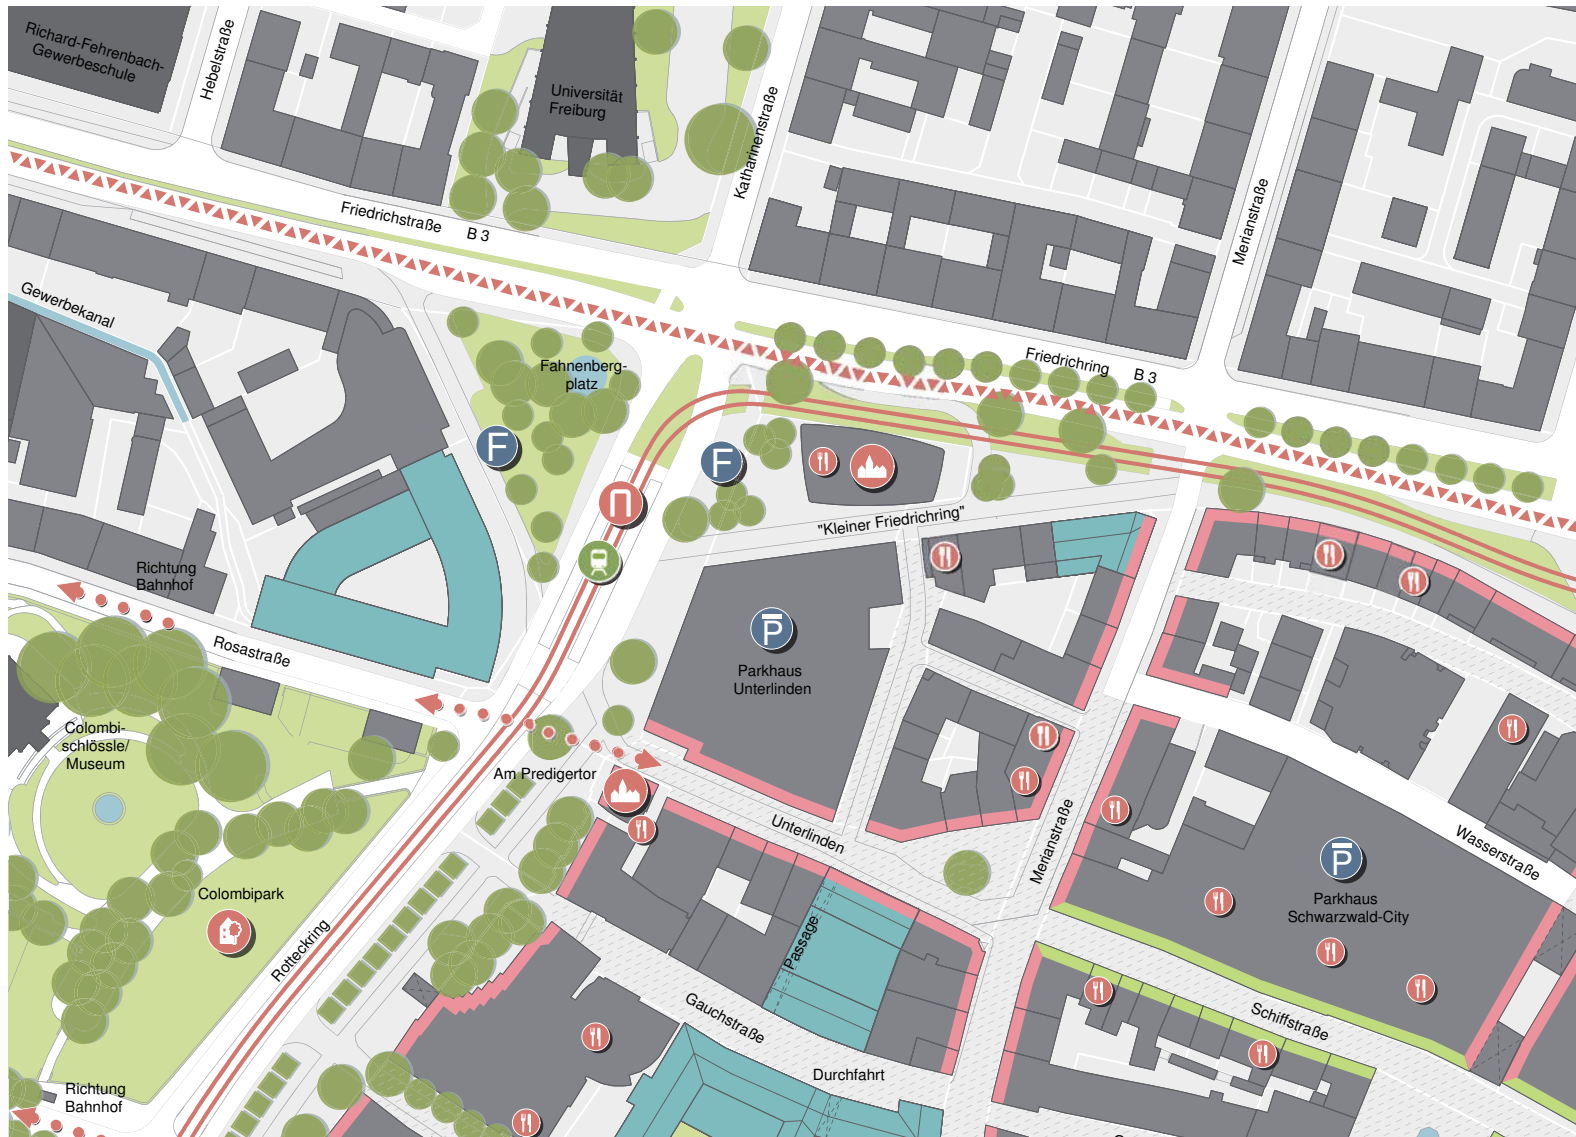 Richard-Fehrenbach-
Gewerbeschule
Hebelstraße
Universität
Freiburg
Katharinenstraße
Merianstraße
Friedrichstraße
B 3
Gewerbekanal
Fahnenberg-
platz
Friedrichring
B 3
F
F
"Kleiner Friedrichring"
Richtung
Bahnhof
Rosastraße
P
Parkhaus
Unterlinden
Colombi-
schlössle/
Museum
Am Predigertor
Unterlinden
Merianstraße
Wasserstraße
P
Parkhaus
Schwarzwald-City
Colombipark
Rotteckring
Passage
Gauchstraße
Schiffstraße
Durchfahrt
Richtung
Bahnhof